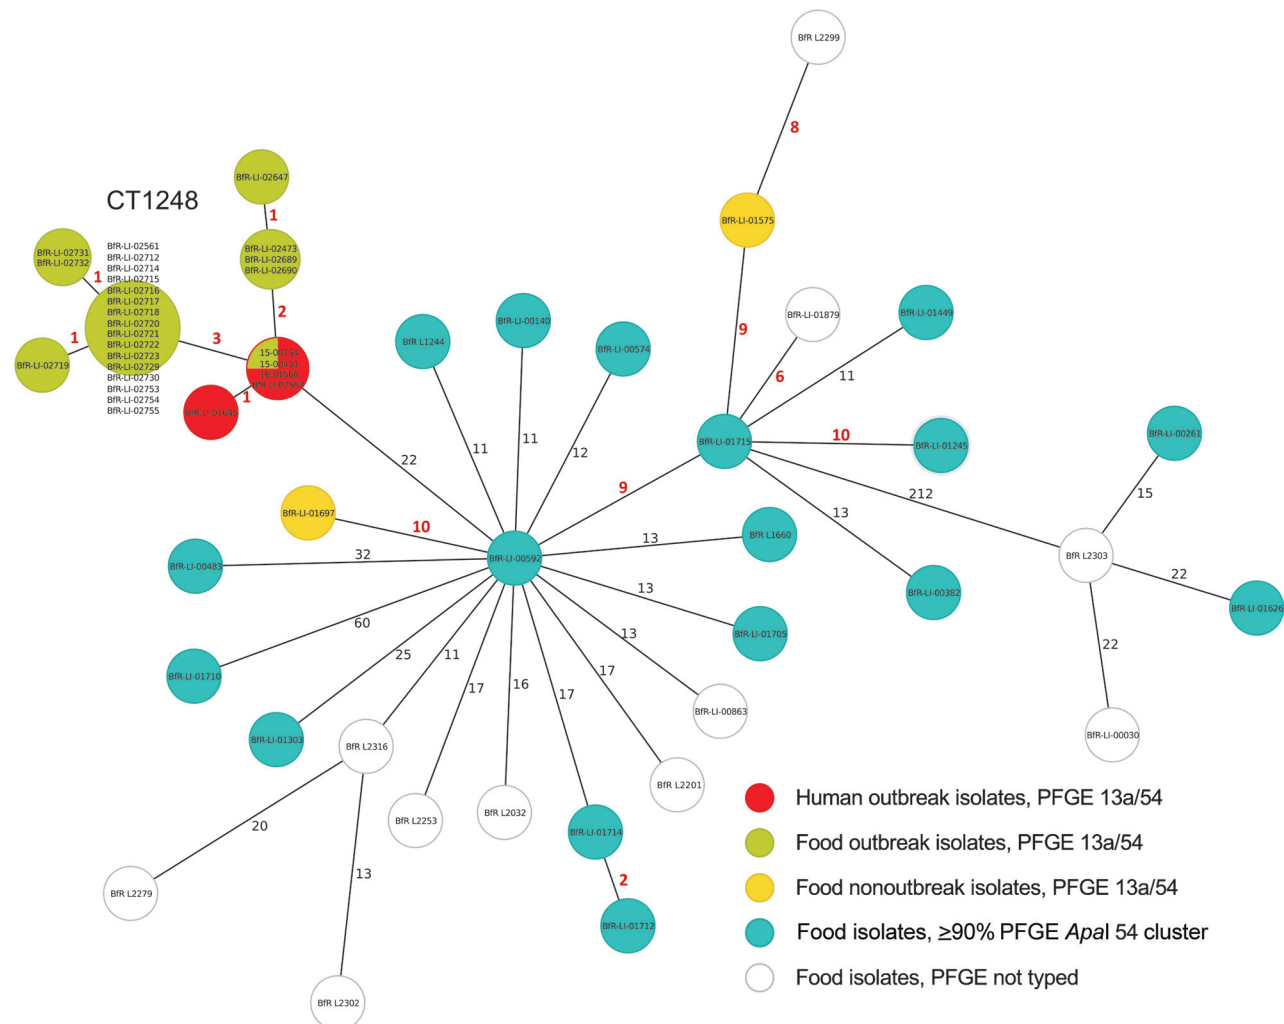 BfR L2299
8
BfR-LI-02647
CT1248
1
BfR-LI-01575
BfR-LI-02731
BfR-LI-02732
BfR-LI-02473
BfR-LI-02689
BfR-LI-02690
1
BfR-LI-02561
BfR-LI-02712
BfR-LI-02714
BfR-LI-02715
BfR-LI-02716
BfR-LI-02717
BfR-LI-02718
BfR-LI-02720
BfR-LI-02721
BfR-LI-02722
BfR-LI-02723
BfR-LI-02729
BfR-LI-02730
BfR-LI-02753
BfR-LI-02754
BfR-LI-02755
2
1
3
BfR-LI-02719
BfR L1244
BfR-LI-00140
BfR-LI-00574
9
BfR-LI-01879
BfR-LI-01449
15-00751
1
6
11
BfR-LI-01645
BfR-LI-01715
10
BfR-LI-01245
BfR-LI-00261
22
11
11
12
9
212
15
BfR-LI-01697
10
13
BfR L1660
13
BfR L2303
BfR-LI-00483
32
BfR-LI-00592
22
13
BfR-LI-00382
BfR-LI-01626
60
25
11
13
BfR-LI-01705
22
BfR-LI-01710
17
16
17
17
BfR-LI-00863
BfR-LI-01303
BfR L2316
BfR-LI-00030
BfR L2201
20
BfR L2253
BfR L2032
BfR-LI-01714
13
2
BfR L2279
BfR-LI-01712
BfR L2302
Human outbreak isolates, PFGE 13a/54
Food outbreak isolates, PFGE 13a/54
Food nonoutbreak isolates, PFGE 13a/54
Food isolates, ≥90% PFGE ApaI 54 cluster
Food isolates, PFGE not typed